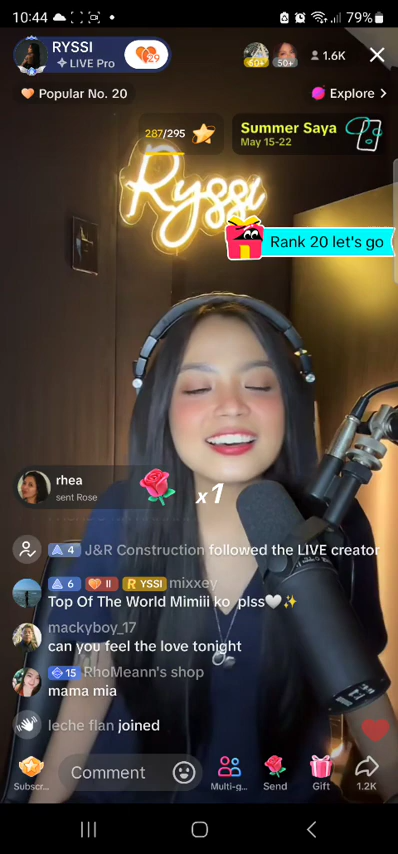 10:44
79%
RYSSI
LIVE Pro
29
60+
50+
1.6K
Popular No. 20
Explore >
287/295
Summer Saya
May 15-22
Ryssi
Rank 20 let's go
rhea
sent Rose
x1
4 J&R Construction followed the LIVE creator
6 II R YSSI mixxey
Top Of The World Mimiii ko plss🤍✨
mackyboy_17
can you feel the love tonight
15 RhoMeann's shop
mama mia
leche flan joined
Comment
Subscr...
Multi-g...
Send
Gift
1.2K